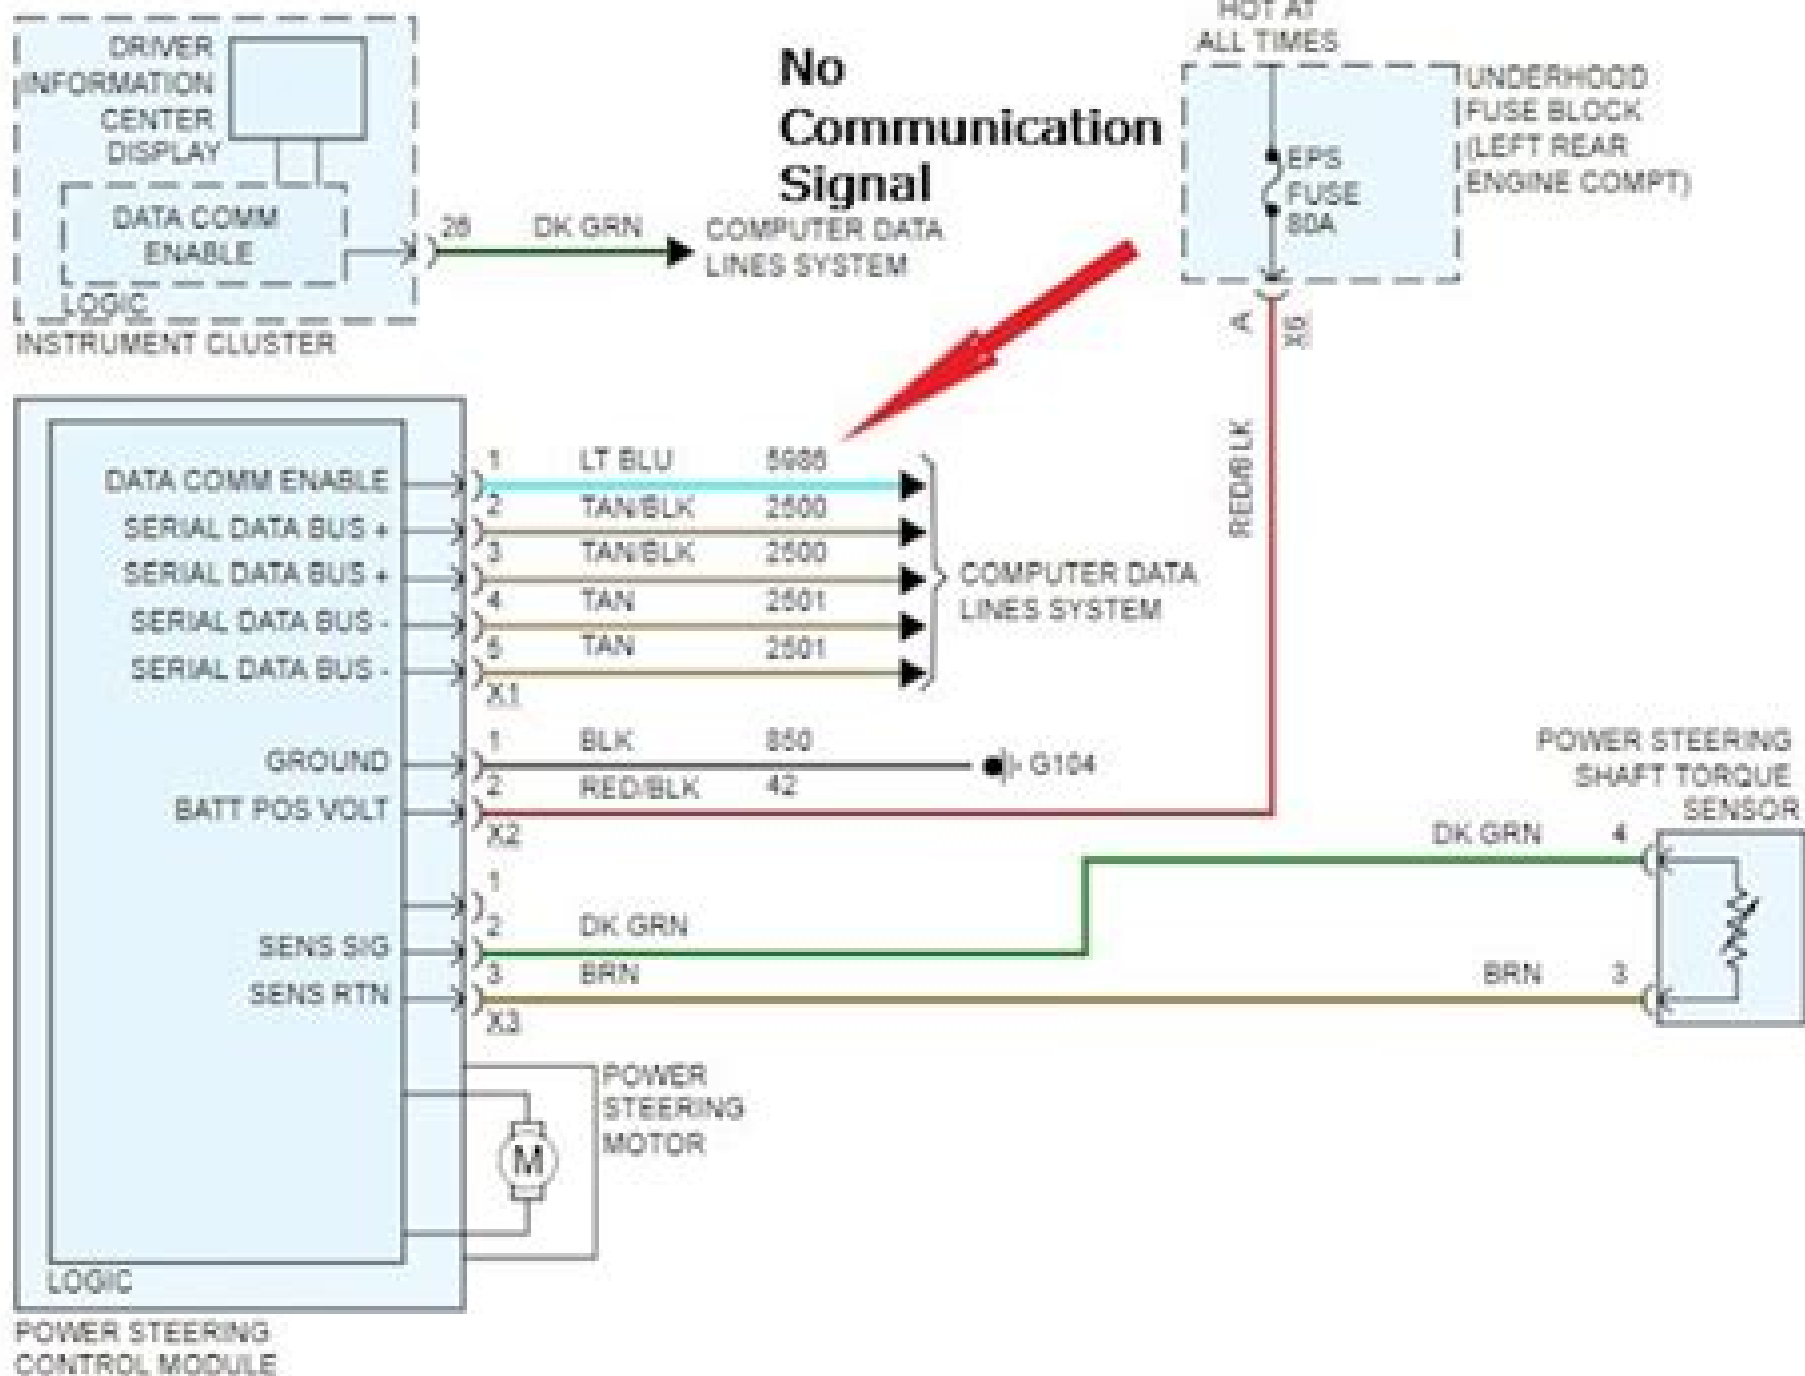 DRIVER
INFORMATION
CENTER
DISPLAY
DATA COMM
ENABLE
LOGIC
INSTRUMENT CLUSTER
26 DK GRN
COMPUTER DATA
LINES SYSTEM
No
Communication
Signal
HOT AT
ALL TIMES
EPS
FUSE
80A
UNDERHOOD
FUSE BLOCK
(LEFT REAR
ENGINE COMPT)
A
RED/BLK
DATA COMM ENABLE 1 LT BLU 5986
SERIAL DATA BUS + 2 TAN/BLK 2500
SERIAL DATA BUS + 3 TAN/BLK 2500
SERIAL DATA BUS - 4 TAN 2501
SERIAL DATA BUS - 5 TAN 2501
X1
COMPUTER DATA
LINES SYSTEM
GROUND 1 BLK 850 G104
BATT POS VOLT 2 RED/BLK 42
X2
1
SENS SIG 2 DK GRN
SENS RTN 3 BRN
X3
POWER STEERING
SHAFT TORQUE
SENSOR
DK GRN 4
BRN 3
POWER
STEERING
MOTOR
M
LOGIC
POWER STEERING
CONTROL MODULE